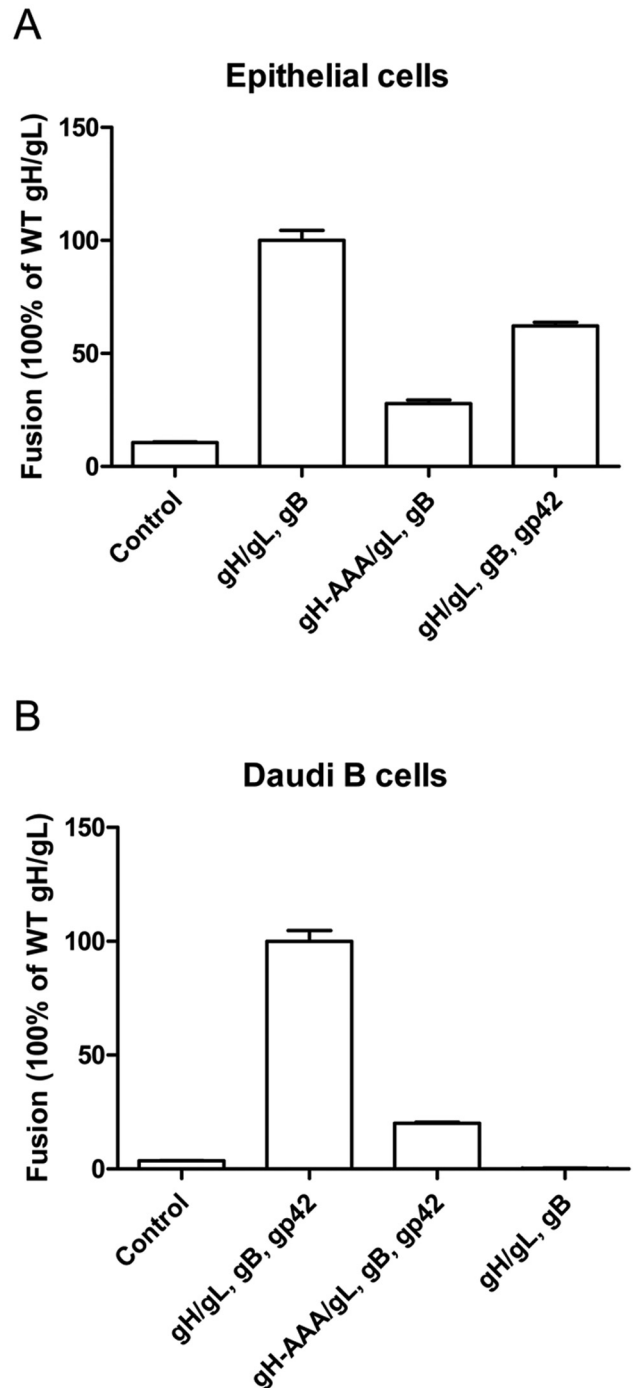 A
Epithelial cells
Fusion (100% of WT gH/gL)
150
100
50
0
Control
gH/gL, gB
gH-AAA/gL, gB
gH/gL, gB, gp42
B
Daudi B cells
Fusion (100% of WT gH/gL)
150
100
50
0
Control
gH/gL, gB, gp42
gH-AAA/gL, gB, gp42
gH/gL, gB